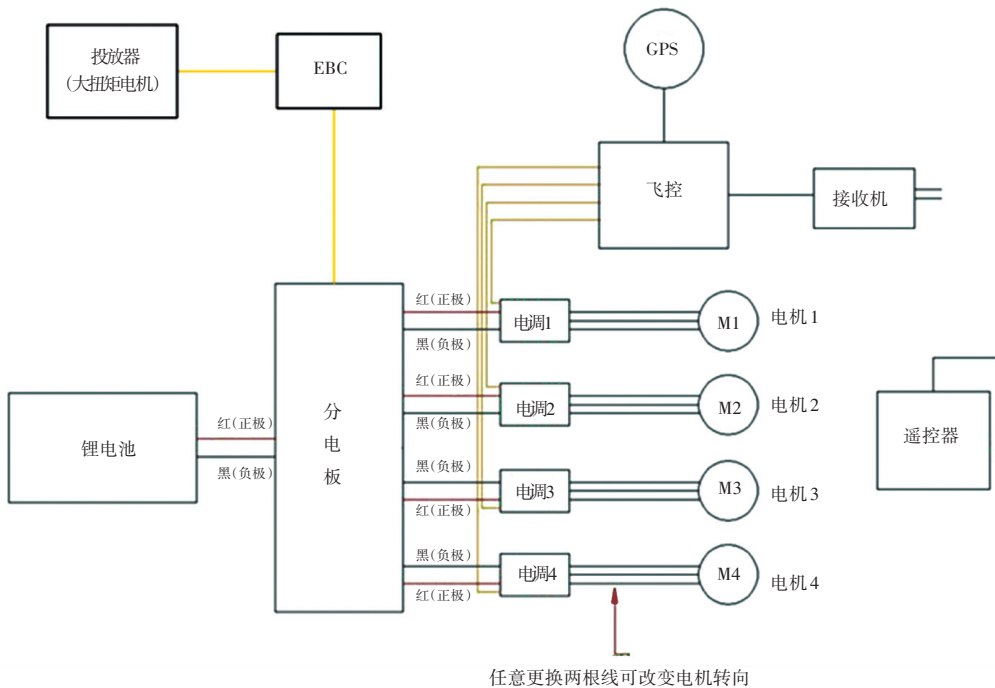 投放器
(大扭矩电机)
EBC
GPS
飞控
接收机
红(正极)
电调1
M1
电机1
黑(负极)
红(正极)
电调2
M2
电机2
黑(负极)
分电板
锂电池
红(正极)
黑(负极)
遥控器
黑(负极)
电调3
M3
电机3
红(正极)
黑(负极)
电调4
M4
电机4
红(正极)
任意更换两根线可改变电机转向